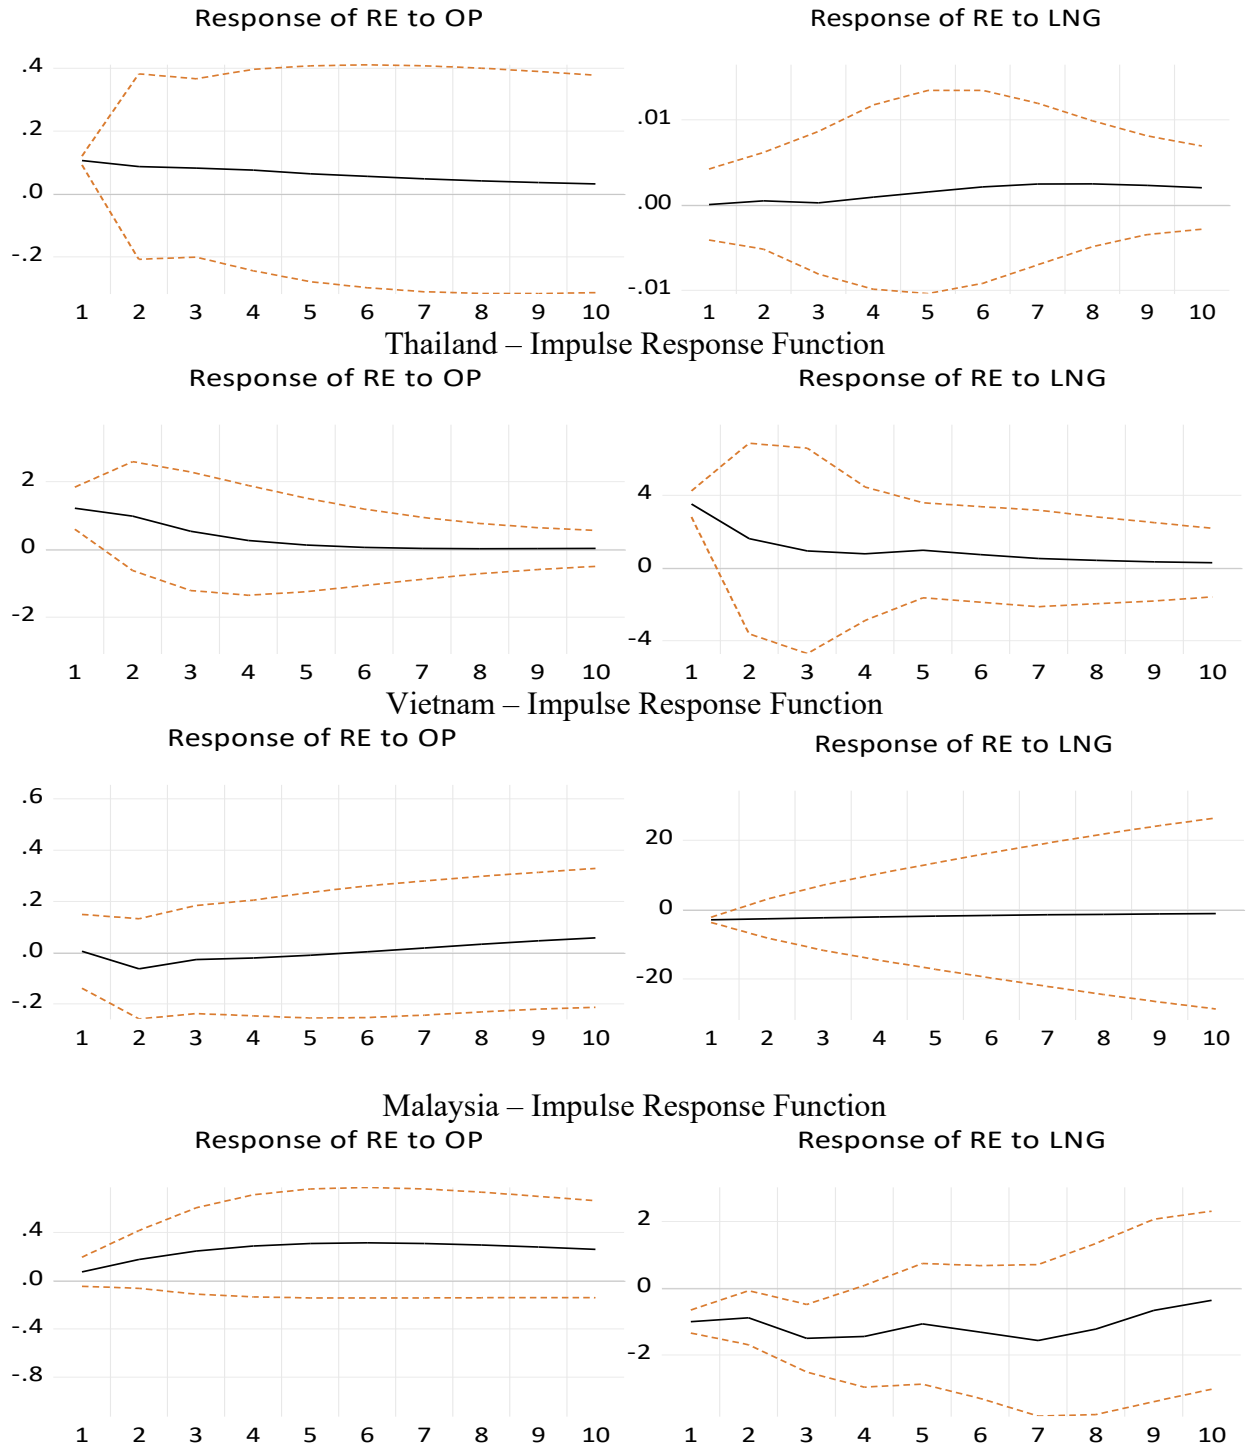 Response of RE to OP
Response of RE to LNG
.4
.2
.0
-.2
1 2 3 4 5 6 7 8 9 10
.01
.00
-.01
1 2 3 4 5 6 7 8 9 10
Thailand – Impulse Response Function
Response of RE to OP
Response of RE to LNG
2
0
-2
1 2 3 4 5 6 7 8 9 10
4
0
-4
1 2 3 4 5 6 7 8 9 10
Vietnam – Impulse Response Function
Response of RE to OP
Response of RE to LNG
.6
.4
.2
.0
-.2
1 2 3 4 5 6 7 8 9 10
20
0
-20
1 2 3 4 5 6 7 8 9 10
Malaysia – Impulse Response Function
Response of RE to OP
Response of RE to LNG
.4
.0
-.4
-.8
1 2 3 4 5 6 7 8 9 10
2
0
-2
1 2 3 4 5 6 7 8 9 10